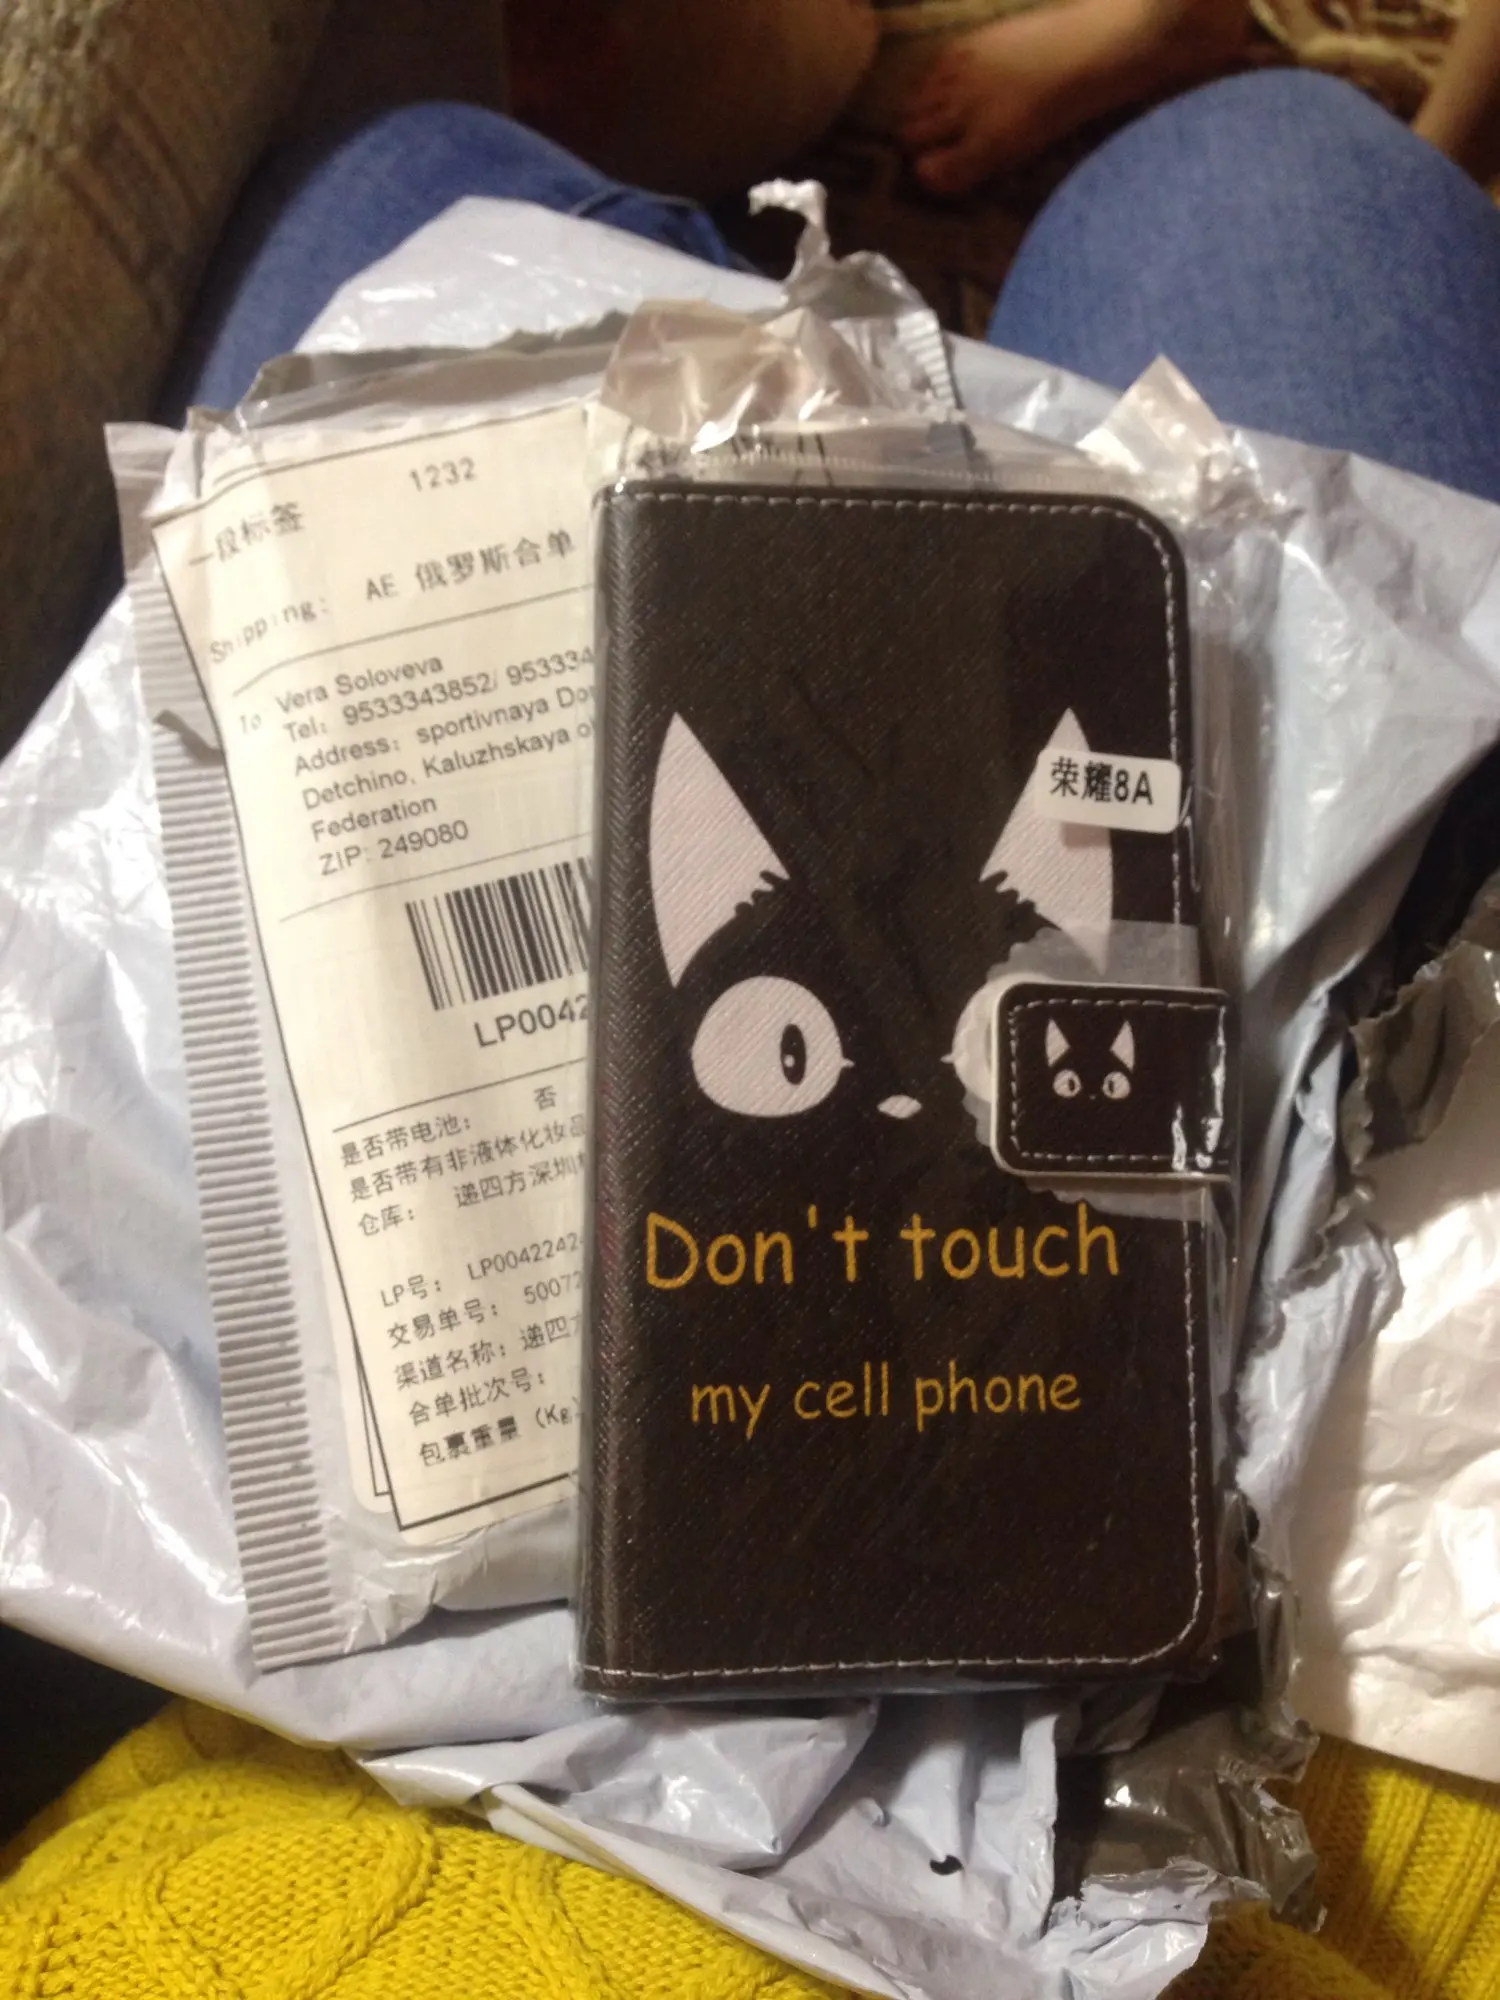 1232
一段标签
Shipping: AE 俄罗斯合单
To Vera Soloveva
Tel: 9533343852/ 953334
Address: sportivnaya Do
Detchino, Kaluzhskaya o
Federation
ZIP: 249080
LP0042
是否带电池: 否
是否带有非液体化妆品
仓库: 递四方深圳
LP号: LP0042242
交易单号: 5007
渠道名称: 递四方
合单批次号:
包裹重量 (Kg)
荣耀8A
Don't touch
my cell phone